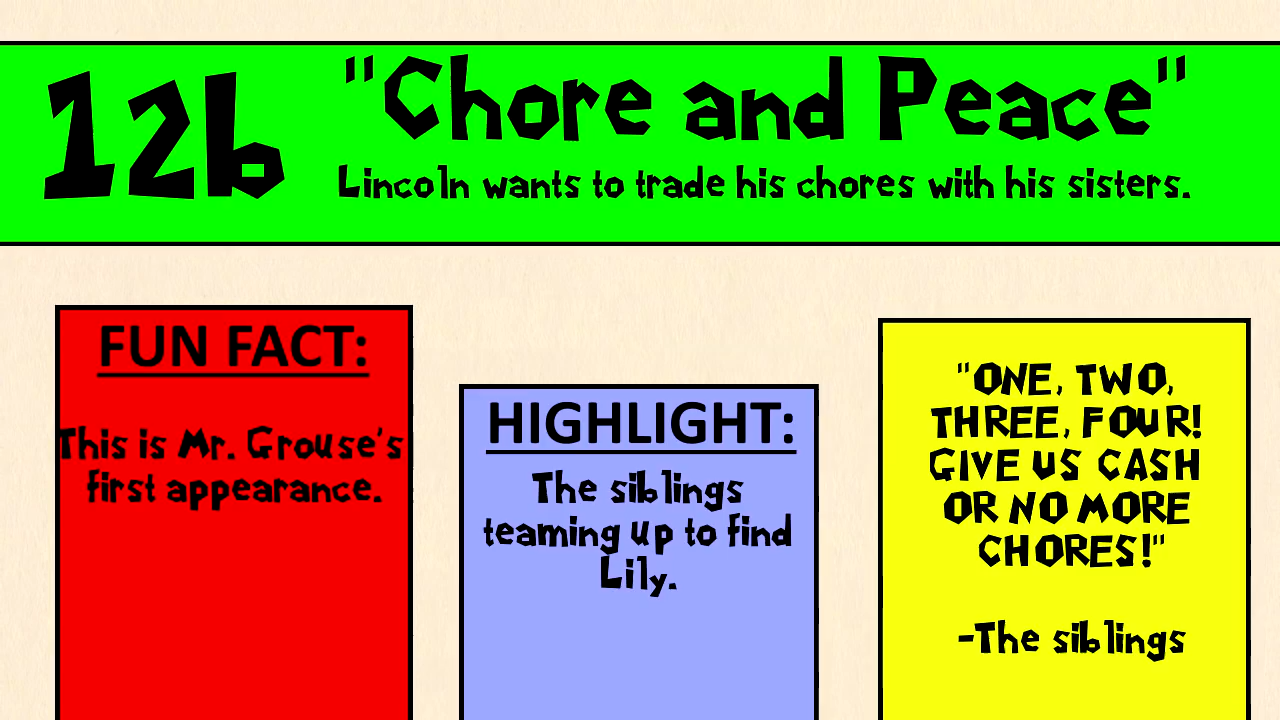 12b
"Chore and Peace"
Lincoln wants to trade his chores with his sisters.
FUN FACT:
This is Mr. Grouse's
first appearance.
HIGHLIGHT:
The siblings
teaming up to find
Lily.
"ONE, TWO,
THREE, FOUR!
GIVE US CASH
OR NO MORE
CHORES!"
-The siblings